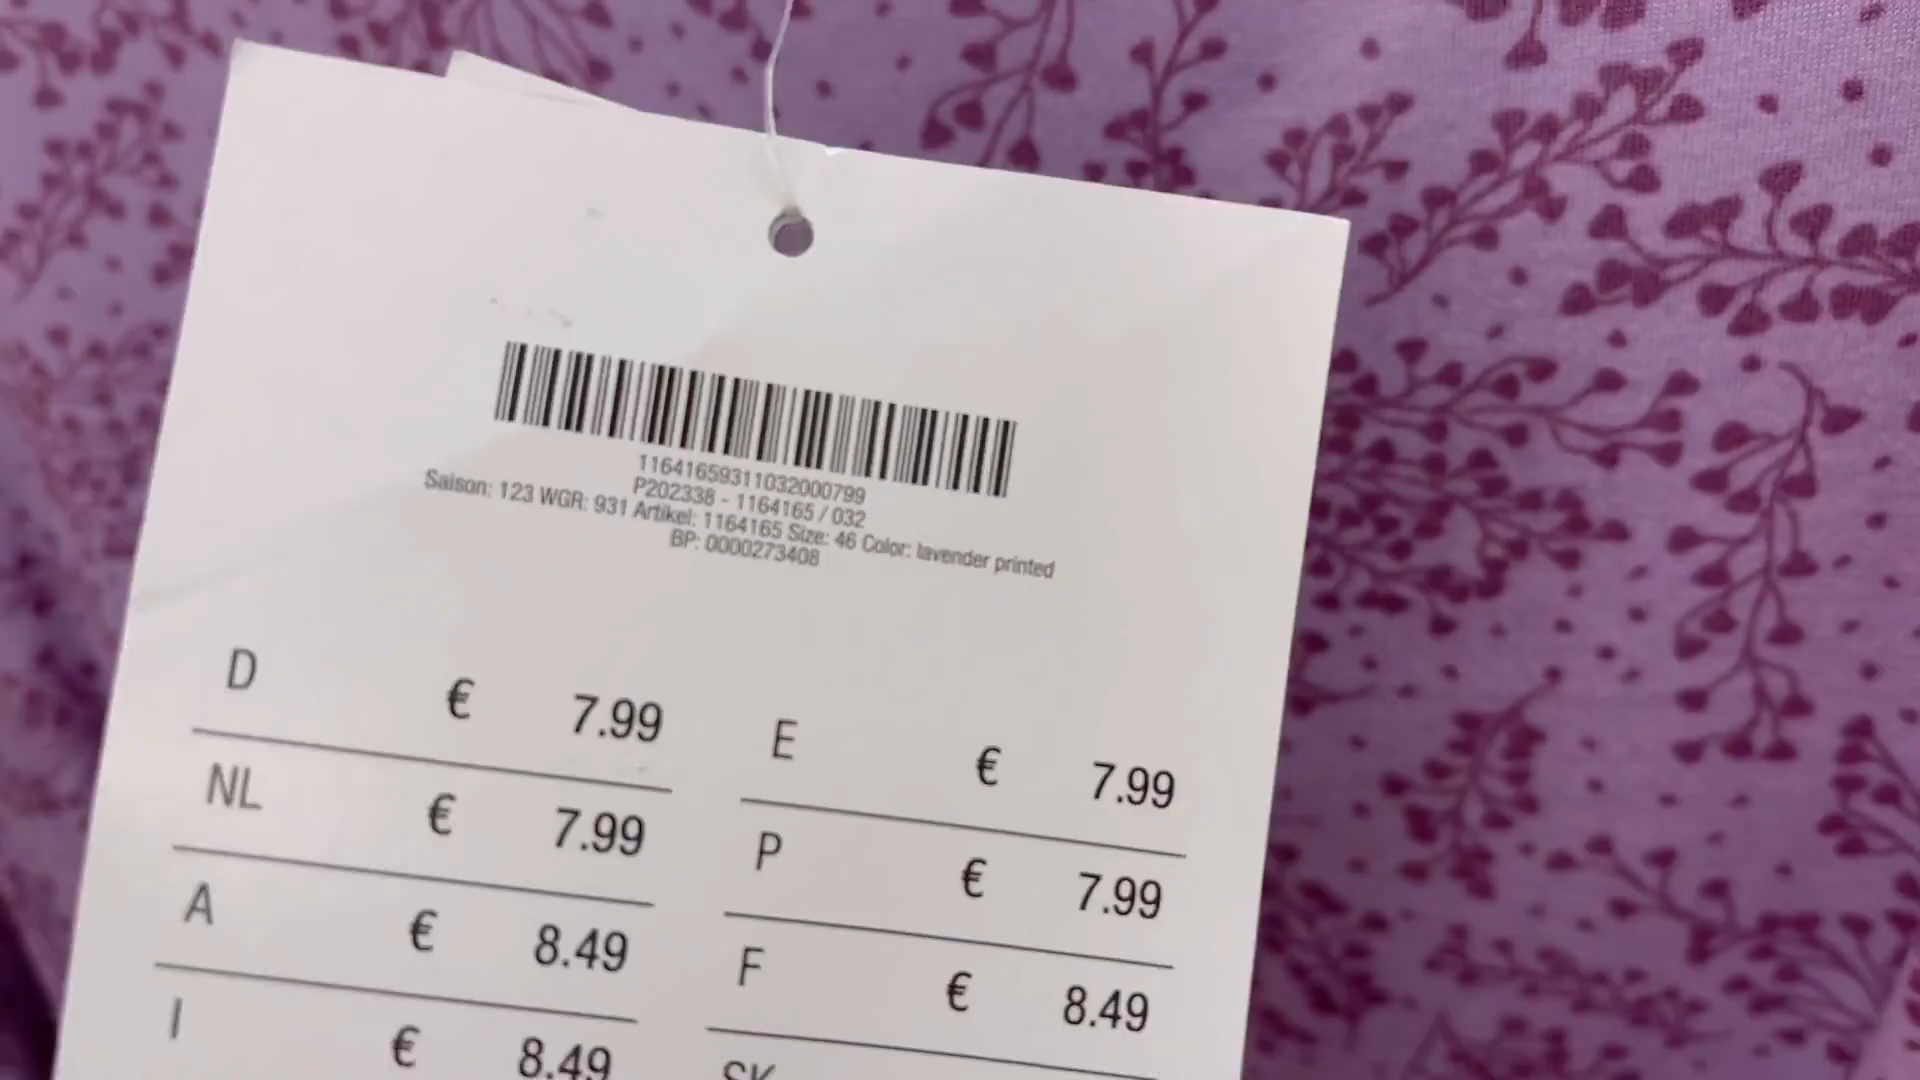 11641659311032000799
P202338 - 1164165 / 032
Saison: 123 WGR: 931 Artikel: 1164165 Size: 46 Color: lavender printed
BP: 0000273408
D € 7.99
NL € 7.99
A € 8.49
I € 8.49
E € 7.99
P € 7.99
F € 8.49
SK